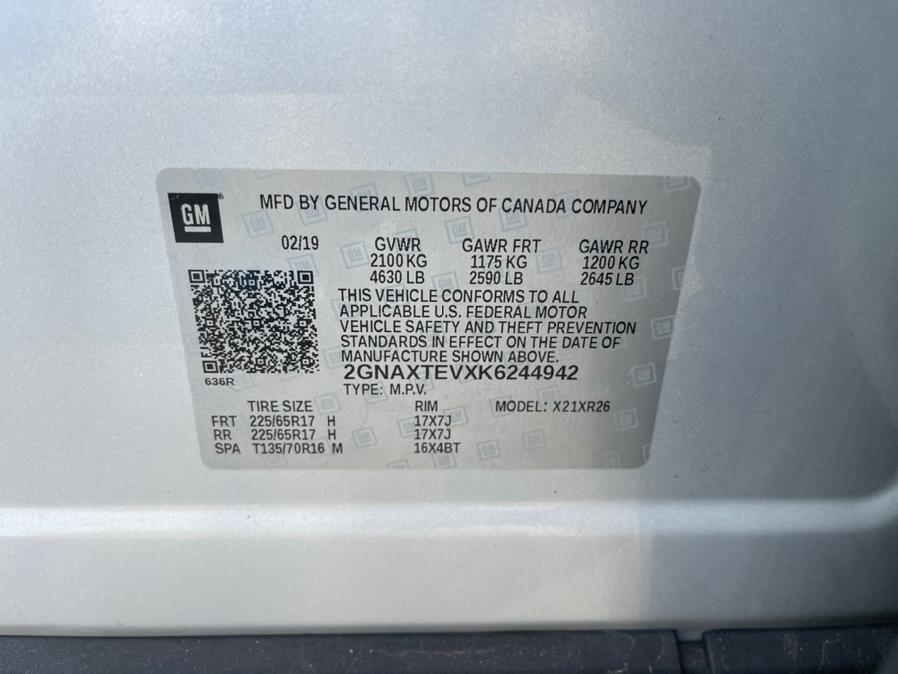 GM
MFD BY GENERAL MOTORS OF CANADA COMPANY
02/19 GVWR GAWR FRT GAWR RR
2100 KG 1175 KG 1200 KG
4630 LB 2590 LB 2645 LB
THIS VEHICLE CONFORMS TO ALL
APPLICABLE U.S. FEDERAL MOTOR
VEHICLE SAFETY AND THEFT PREVENTION
STANDARDS IN EFFECT ON THE DATE OF
MANUFACTURE SHOWN ABOVE.
636R
2GNAXTEVXK6244942
TYPE: M.P.V.
TIRE SIZE RIM MODEL: X21XR26
FRT 225/65R17 H 17X7J
RR 225/65R17 H 17X7J
SPA T135/70R16 M 16X4BT